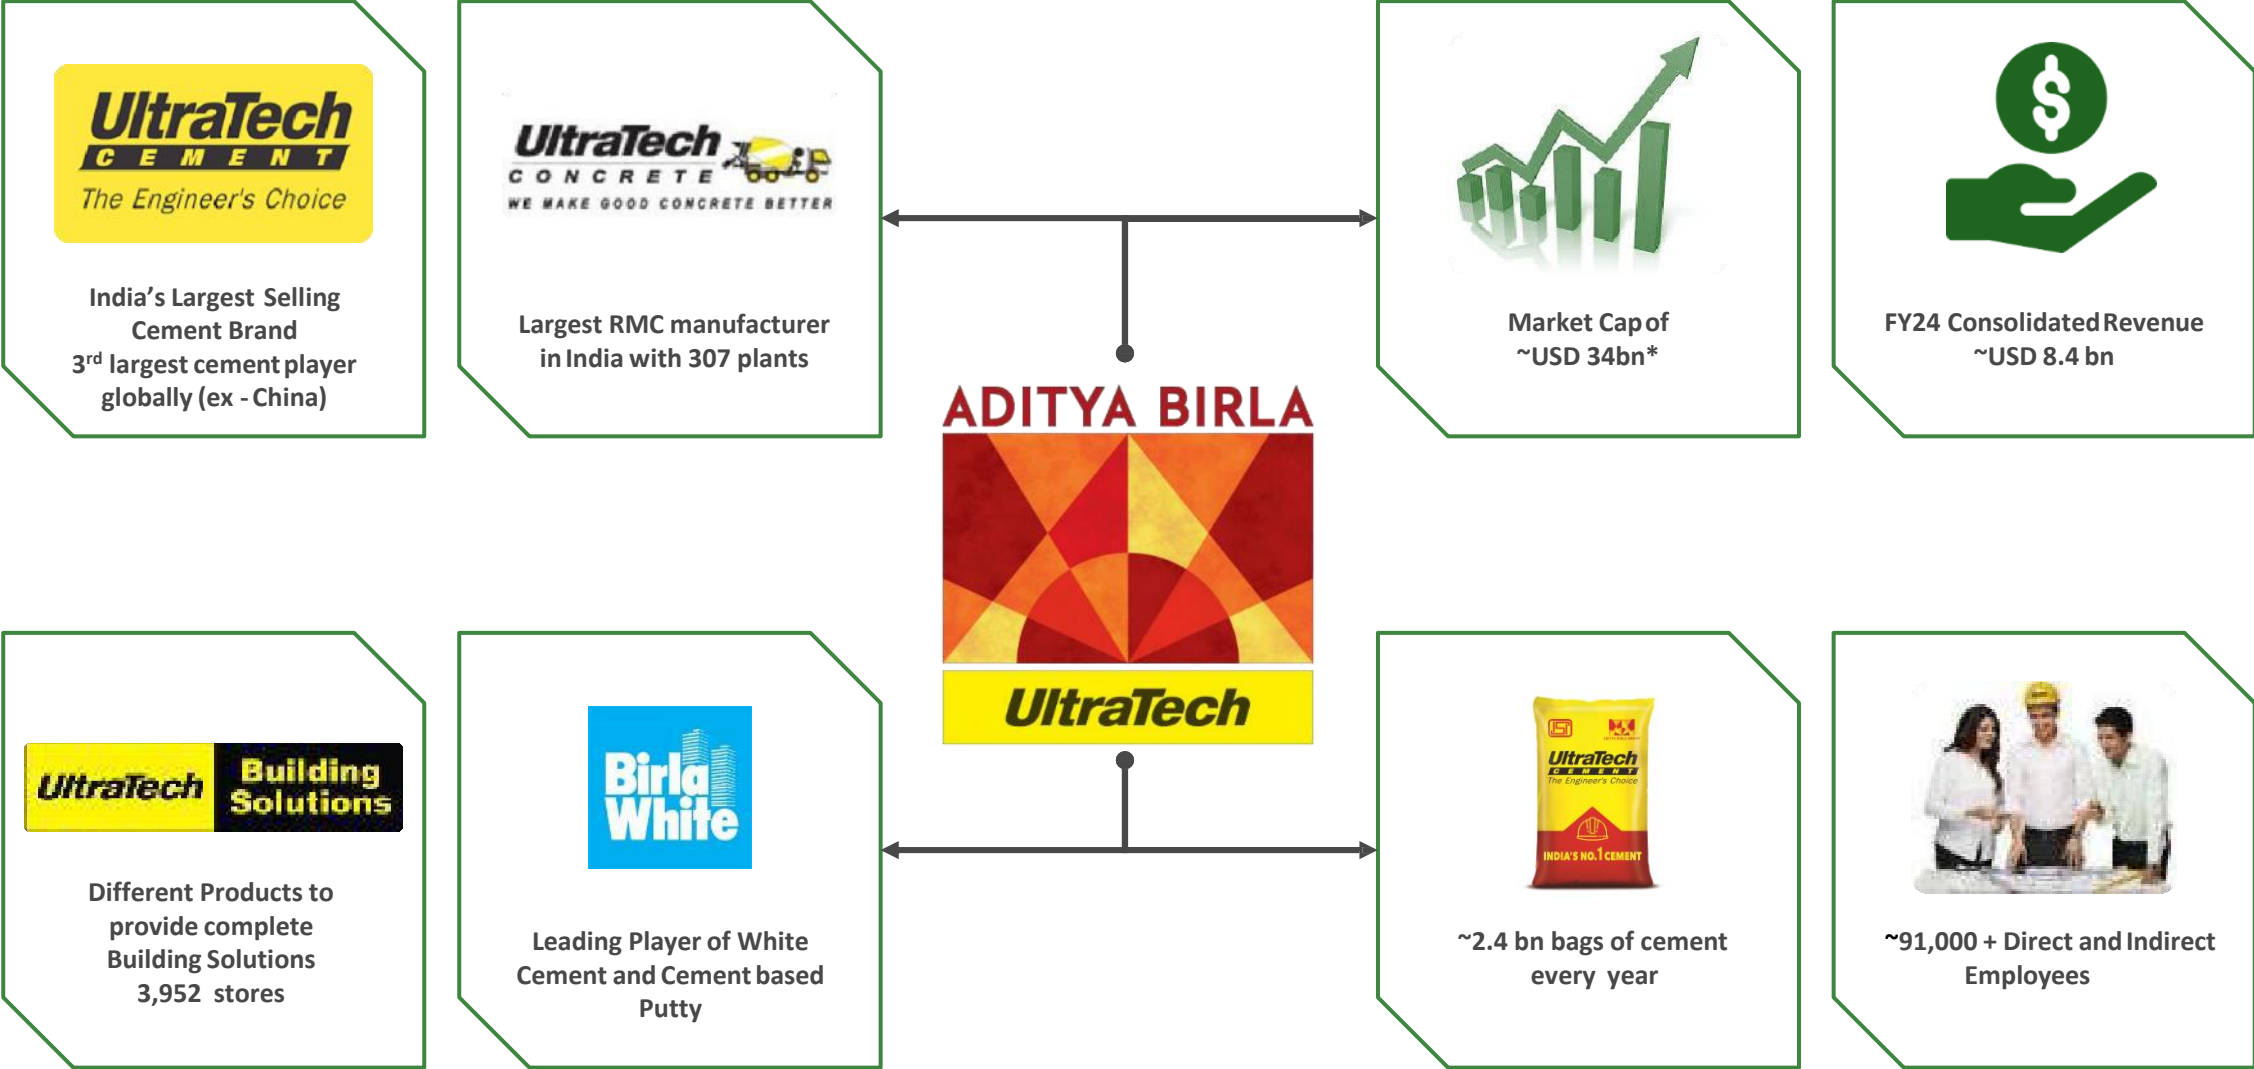 UltraTech
CEMENT
The Engineer's Choice
India's Largest Selling
Cement Brand
3rd largest cement player
globally (ex - China)
UltraTech
CONCRETE
WE MAKE GOOD CONCRETE BETTER
Largest RMC manufacturer
in India with 307 plants
Market Cap of
~USD 34bn*
$
FY24 Consolidated Revenue
~USD 8.4 bn
ADITYA BIRLA
UltraTech
UltraTech
Building
Solutions
Different Products to
provide complete
Building Solutions
3,952 stores
Birla
White
Leading Player of White
Cement and Cement based
Putty
UltraTech
CEMENT
The Engineer's Choice
INDIA'S NO.1 CEMENT
~2.4 bn bags of cement
every year
~91,000 + Direct and Indirect
Employees